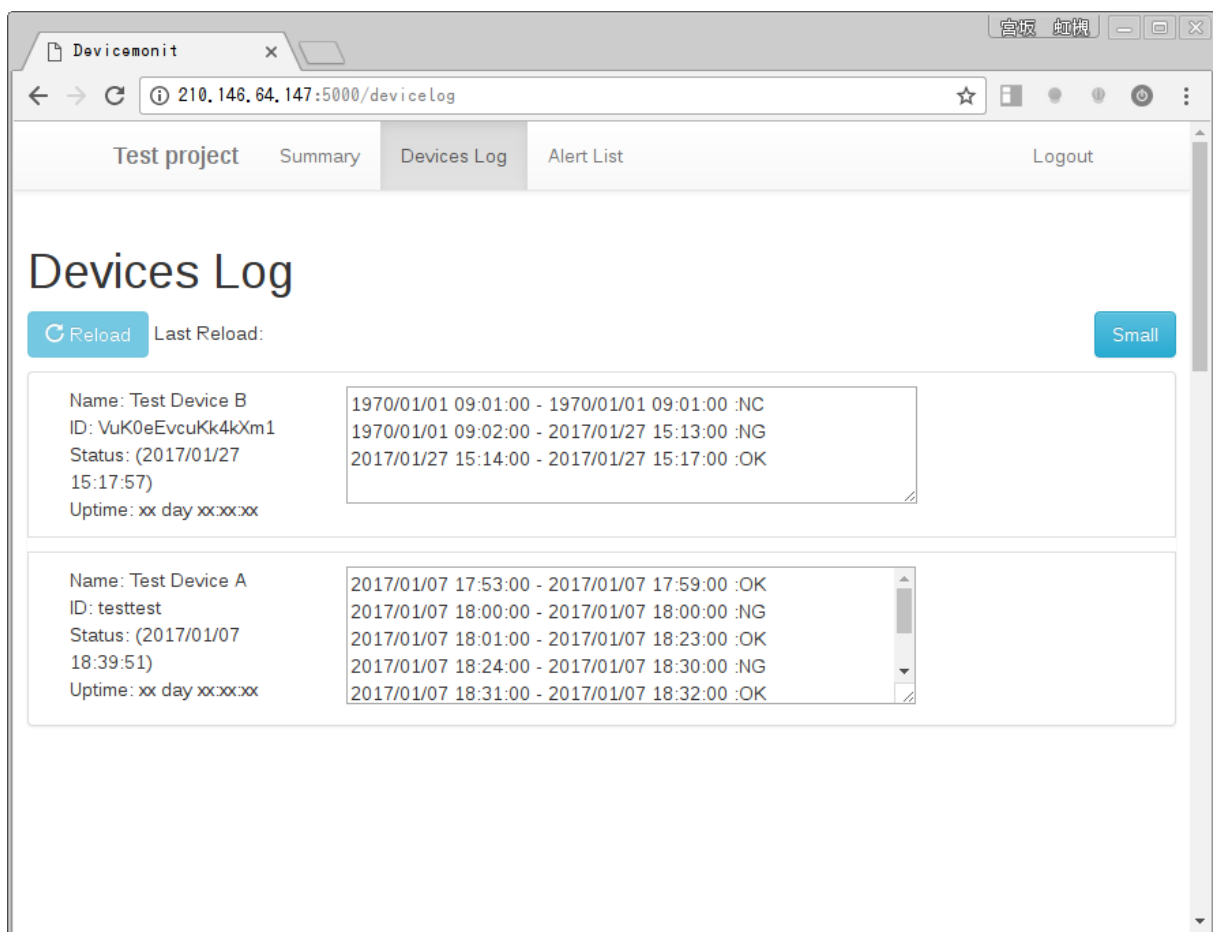 宮坂 虹槻
Devicemonit
210.146.64.147:5000/devicelog
Test project Summary Devices Log Alert List Logout
Devices Log
Reload Last Reload: Small
Name: Test Device B
ID: VuK0eEvcuKk4kXm1
Status: (2017/01/27
15:17:57)
Uptime: xx day xx:xx:xx
1970/01/01 09:01:00 - 1970/01/01 09:01:00 :NC
1970/01/01 09:02:00 - 2017/01/27 15:13:00 :NG
2017/01/27 15:14:00 - 2017/01/27 15:17:00 :OK
Name: Test Device A
ID: testtest
Status: (2017/01/07
18:39:51)
Uptime: xx day xx:xx:xx
2017/01/07 17:53:00 - 2017/01/07 17:59:00 :OK
2017/01/07 18:00:00 - 2017/01/07 18:00:00 :NG
2017/01/07 18:01:00 - 2017/01/07 18:23:00 :OK
2017/01/07 18:24:00 - 2017/01/07 18:30:00 :NG
2017/01/07 18:31:00 - 2017/01/07 18:32:00 :OK